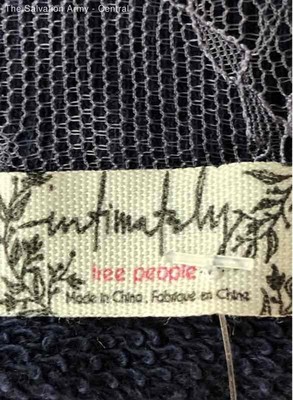 The Salvation Army - Central -
intimately
free people
Made in China, Fabriqué en Chine